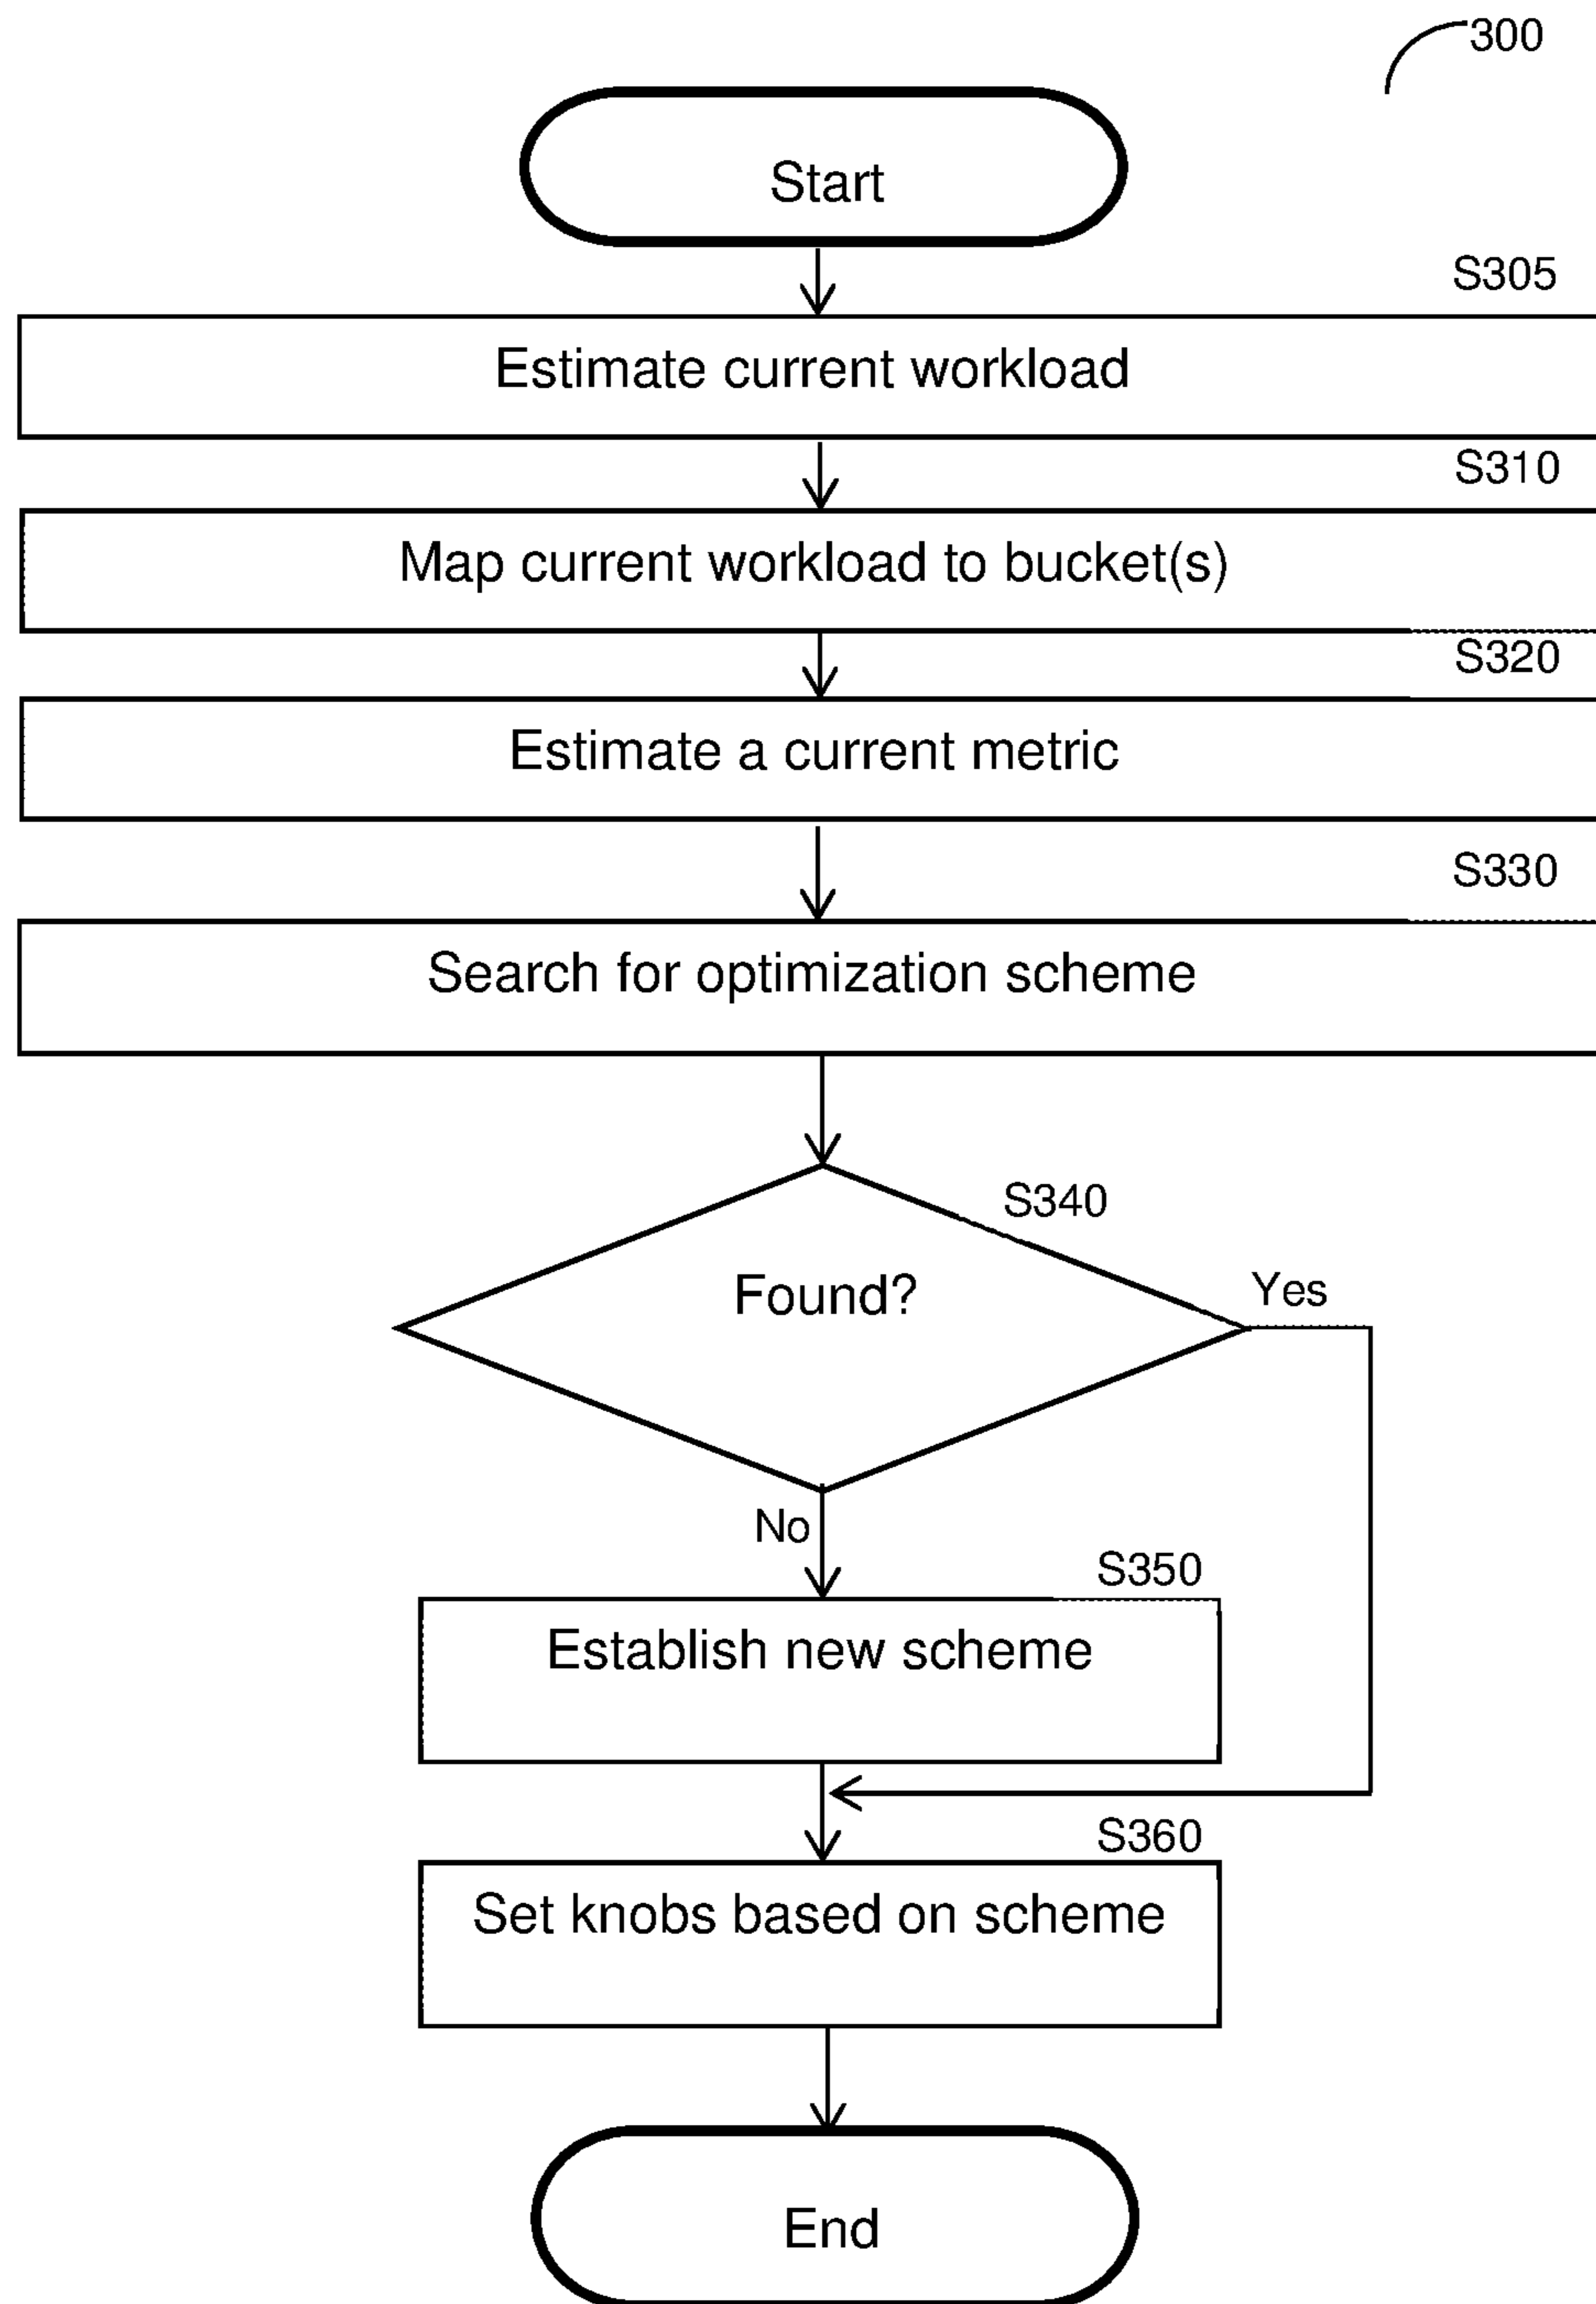 300
Start
S305
Estimate current workload
S310
Map current workload to bucket(s)
S320
Estimate a current metric
S330
Search for optimization scheme
S340
Found?
Yes
No
S350
Establish new scheme
S360
Set knobs based on scheme
End